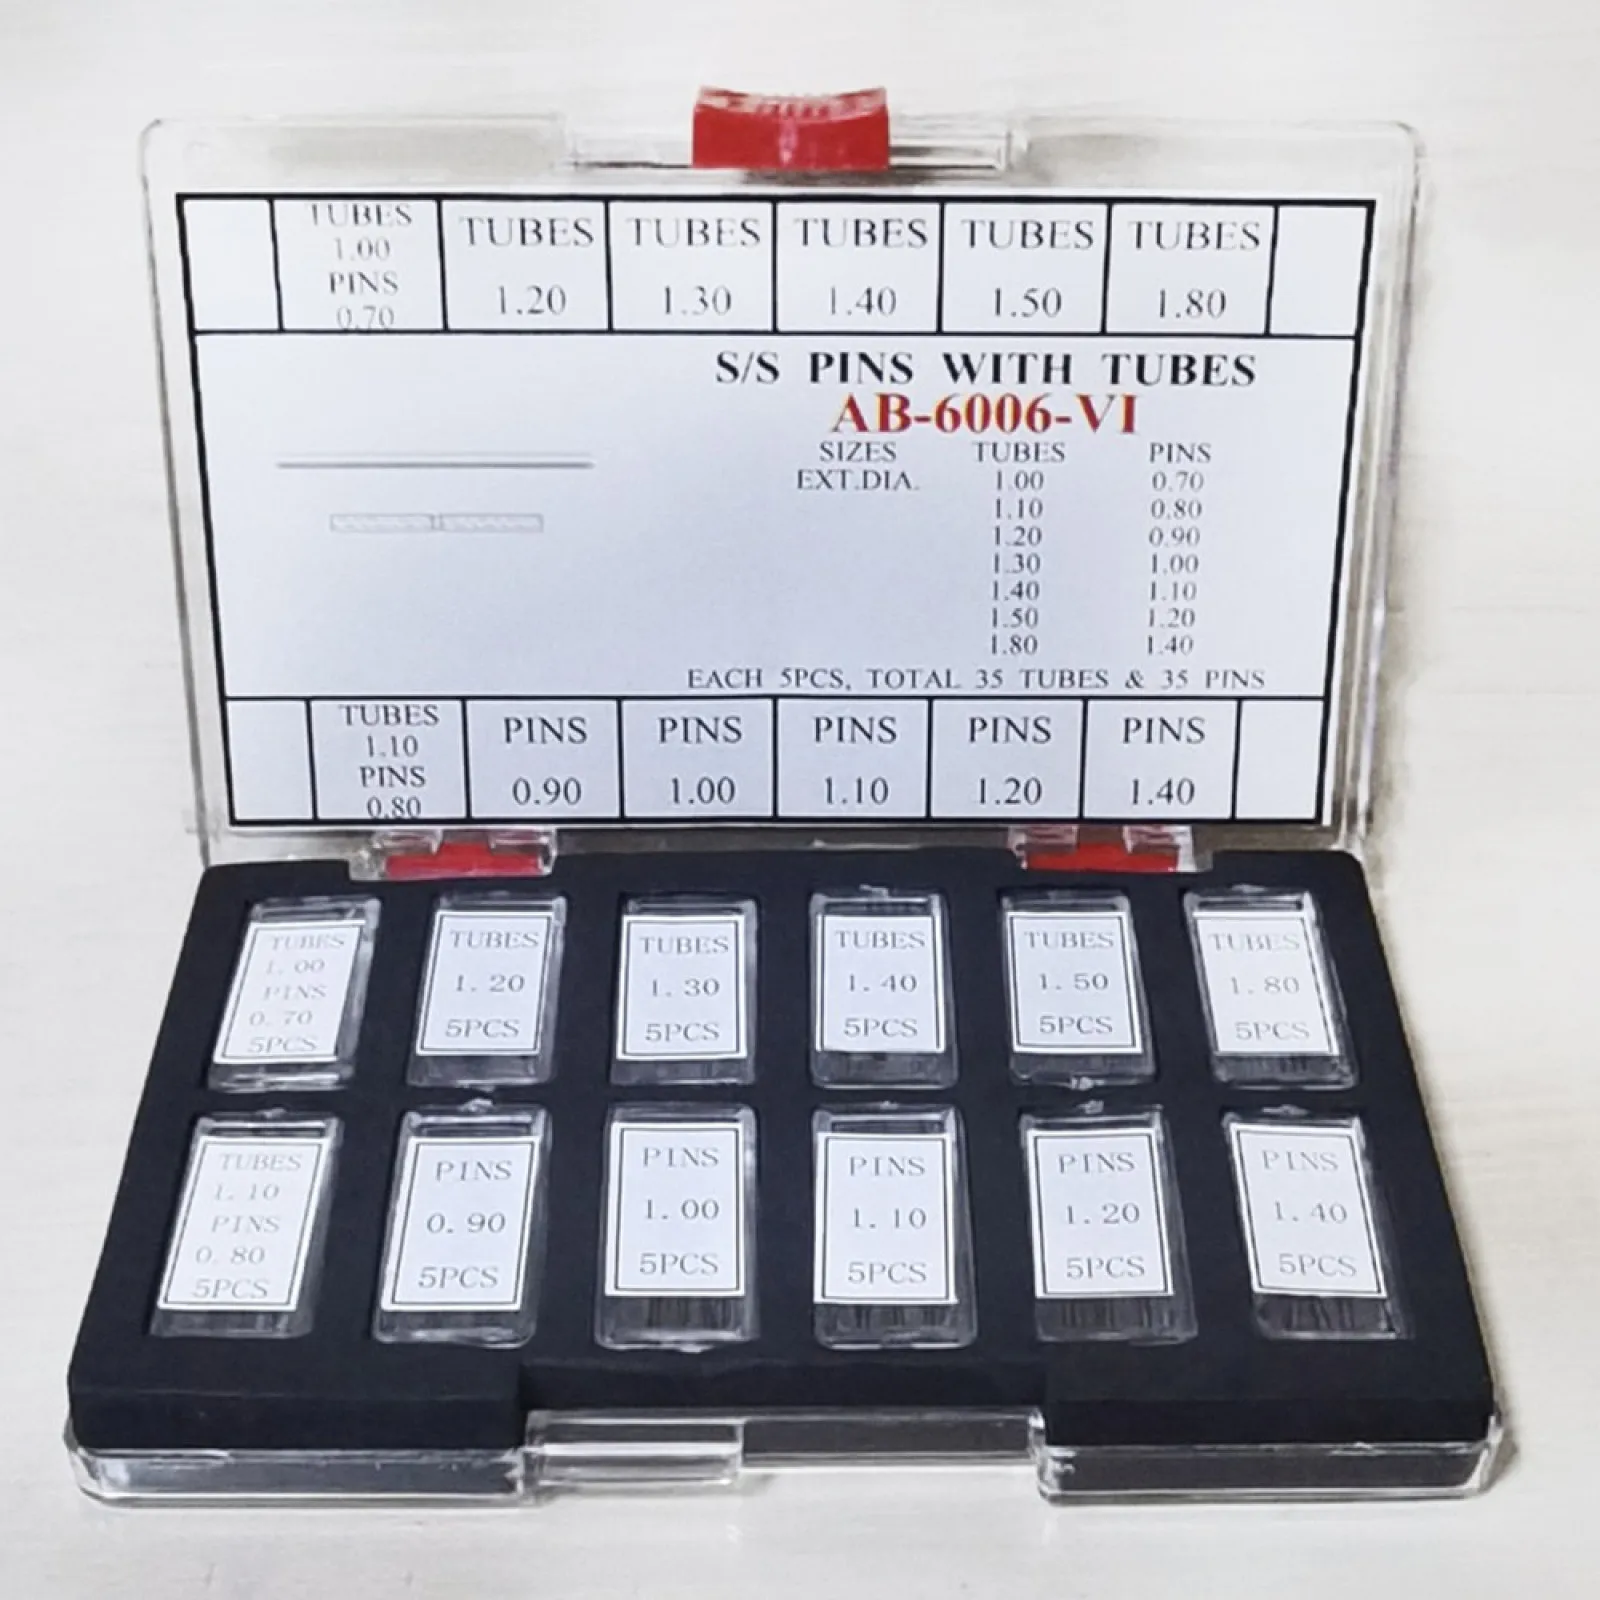 TUBES
1.00
PINS
0.70
TUBES
1.20
TUBES
1.30
TUBES
1.40
TUBES
1.50
TUBES
1.80
S/S PINS WITH TUBES
AB-6006-VI
SIZES TUBES PINS
EXT.DIA. 1.00 0.70
1.10 0.80
1.20 0.90
1.30 1.00
1.40 1.10
1.50 1.20
1.80 1.40
EACH 5PCS, TOTAL 35 TUBES & 35 PINS
TUBES
1.10
PINS
0.80
PINS
0.90
PINS
1.00
PINS
1.10
PINS
1.20
PINS
1.40
TUBES
1.00
PINS
0.70
5PCS
TUBES
1.20
5PCS
TUBES
1.30
5PCS
TUBES
1.40
5PCS
TUBES
1.50
5PCS
TUBES
1.80
5PCS
TUBES
1.10
PINS
0.80
5PCS
PINS
0.90
5PCS
PINS
1.00
5PCS
PINS
1.10
5PCS
PINS
1.20
5PCS
PINS
1.40
5PCS